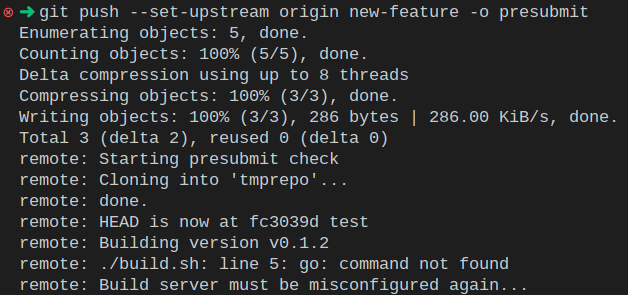 ➜ git push --set-upstream origin new-feature -o presubmit
Enumerating objects: 5, done.
Counting objects: 100% (5/5), done.
Delta compression using up to 8 threads
Compressing objects: 100% (3/3), done.
Writing objects: 100% (3/3), 286 bytes | 286.00 KiB/s, done.
Total 3 (delta 2), reused 0 (delta 0)
remote: Starting presubmit check
remote: Cloning into 'tmprepo'...
remote: done.
remote: HEAD is now at fc3039d test
remote: Building version v0.1.2
remote: ./build.sh: line 5: go: command not found
remote: Build server must be misconfigured again...